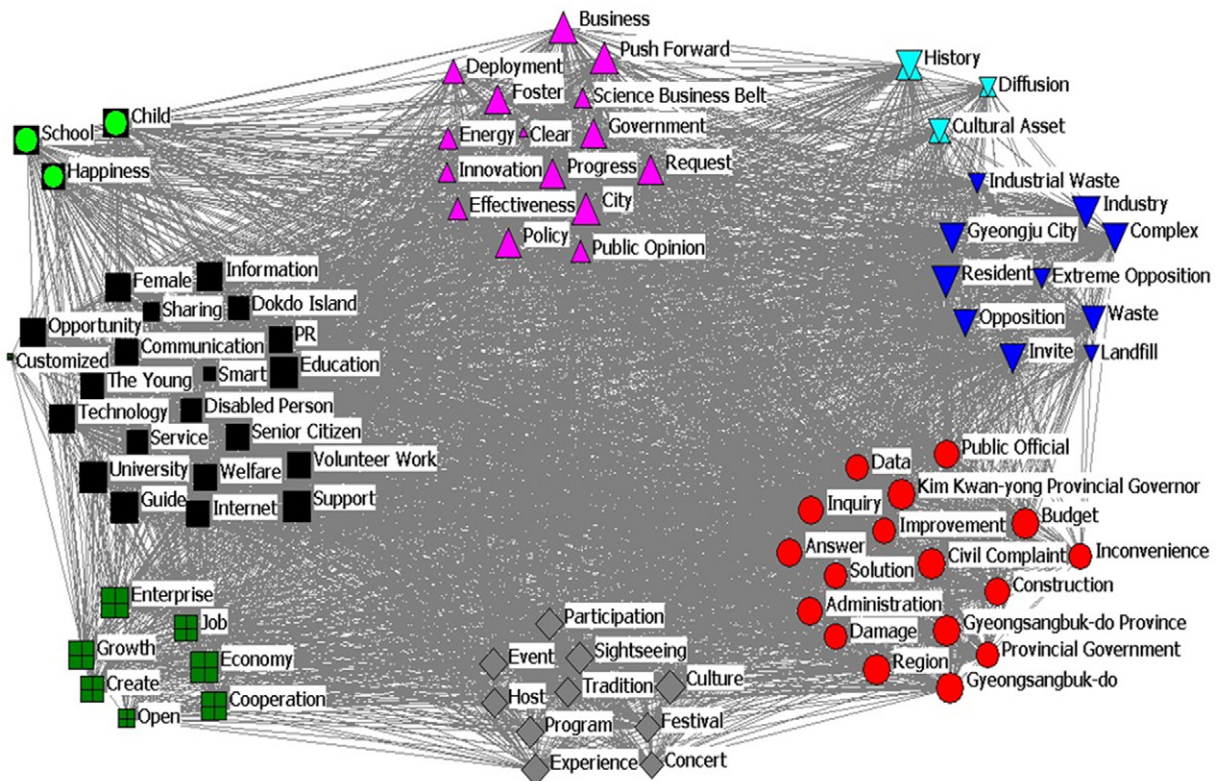 Business
Push Forward
Deployment
Foster
Science Business Belt
Energy
Clear
Government
Innovation
Progress
Request
Effectiveness
City
Policy
Public Opinion
History
Diffusion
Cultural Asset
Child
School
Happiness
Industrial Waste
Industry
Gyeongju City
Complex
Resident
Extreme Opposition
Opposition
Waste
Invite
Landfill
Female
Information
Sharing
Dokdo Island
Opportunity
Communication
PR
Customized
The Young
Smart
Education
Technology
Disabled Person
Service
Senior Citizen
University
Welfare
Volunteer Work
Guide
Internet
Support
Public Official
Data
Kim Kwan-yong Provincial Governor
Inquiry
Improvement
Budget
Answer
Civil Complaint
Inconvenience
Solution
Construction
Administration
Gyeongsangbuk-do Province
Damage
Provincial Government
Region
Gyeongsangbuk-do
Enterprise
Job
Growth
Economy
Create
Cooperation
Open
Participation
Event
Sightseeing
Host
Tradition
Culture
Program
Festival
Experience
Concert